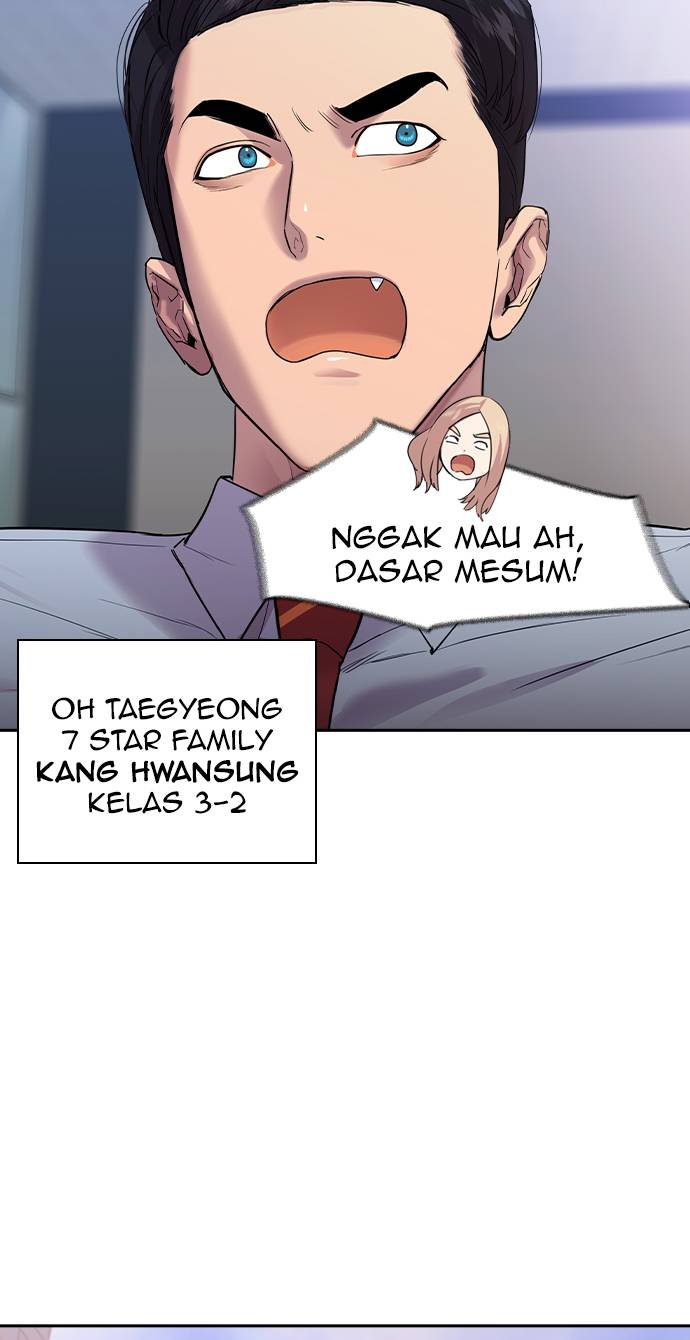 NGGAK MAU AH,
DASAR MESUM!
OH TAEGYEONG
7 STAR FAMILY
KANG HWANSUNG
KELAS 3-2